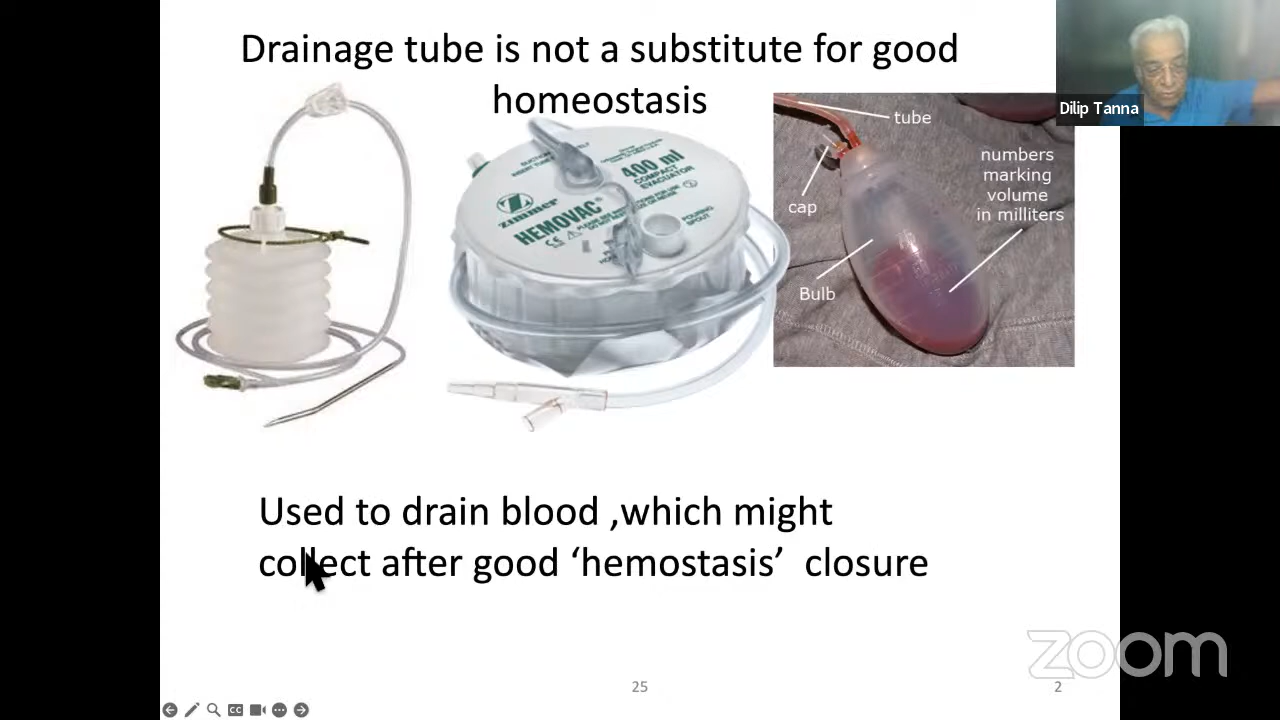 Drainage tube is not a substitute for good
homeostasis
Dilip Tanna
tube
numbers
marking
volume
in milliters
cap
Bulb
400 ml
COMPACT
EVACUATOR
zimmer
HEMOVAC®
POURING
SPOUT
Used to drain blood ,which might
collect after good ‘hemostasis’ closure
zoom
25
2